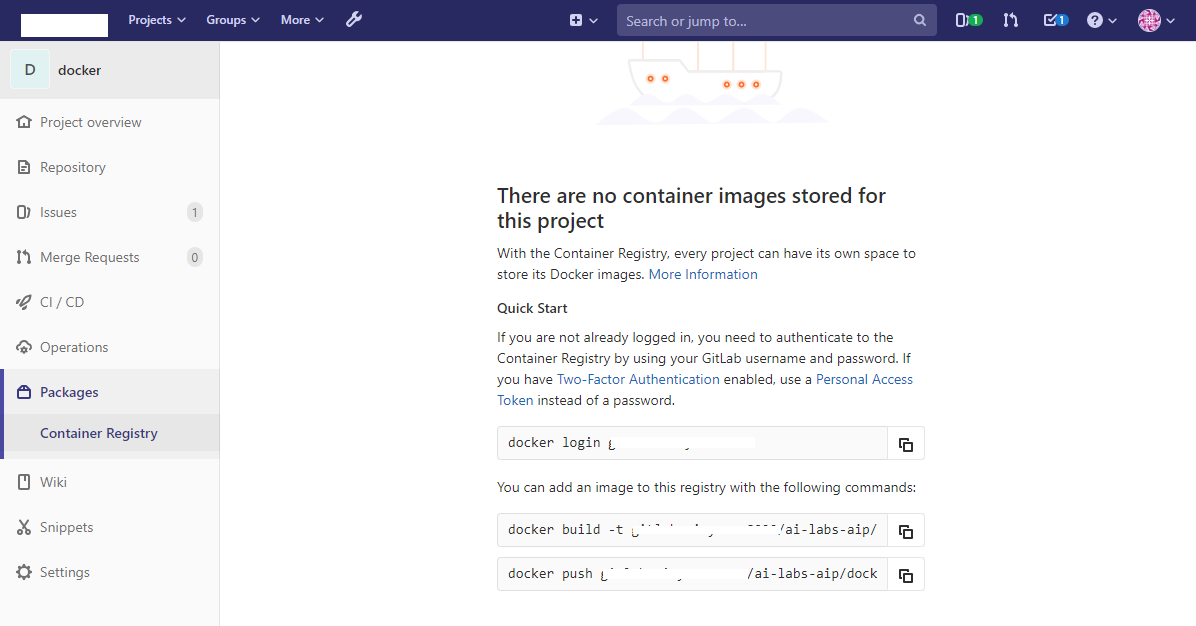 Projects Groups More Search or jump to... 1 1
D docker
Project overview
Repository
Issues 1
Merge Requests 0
CI / CD
Operations
Packages
Container Registry
Wiki
Snippets
Settings
There are no container images stored for
this project
With the Container Registry, every project can have its own space to
store its Docker images. More Information
Quick Start
If you are not already logged in, you need to authenticate to the
Container Registry by using your GitLab username and password. If
you have Two-Factor Authentication enabled, use a Personal Access
Token instead of a password.
docker login
You can add an image to this registry with the following commands:
docker build -t /ai-labs-aip/
docker push /ai-labs-aip/dock